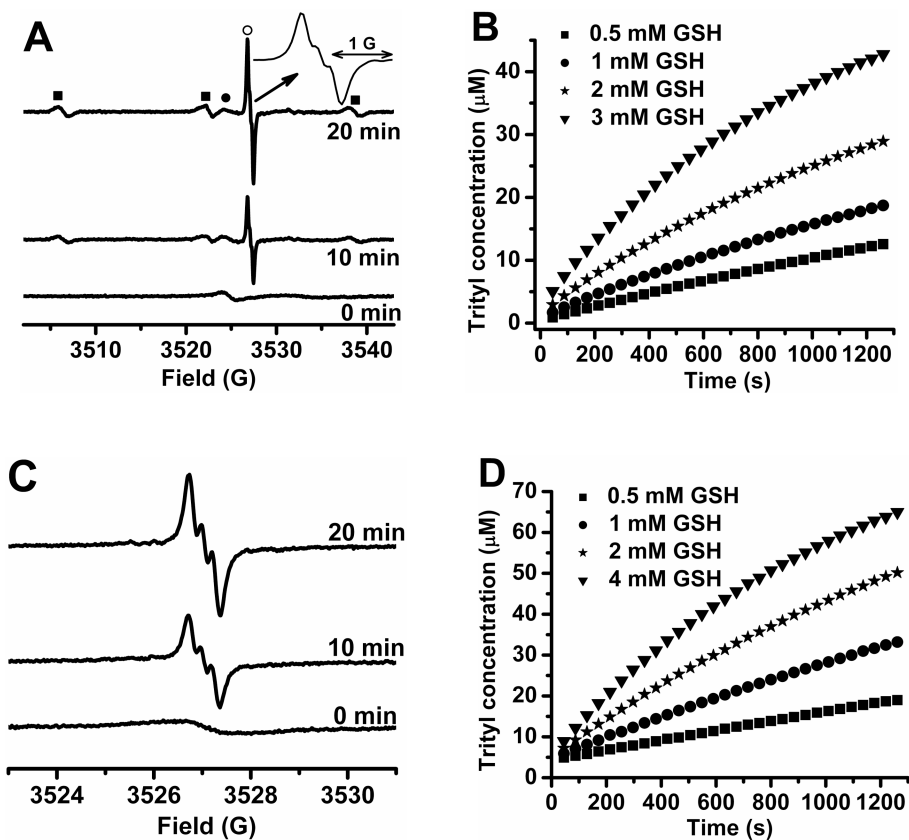 A
1 G
20 min
10 min
0 min
3510 3520 3530 3540
Field (G)
B
0.5 mM GSH
1 mM GSH
2 mM GSH
3 mM GSH
40
30
20
10
0
Trityl concentration (μM)
0 200 400 600 800 1000 1200
Time (s)
C
20 min
10 min
0 min
3524 3526 3528 3530
Field (G)
D
0.5 mM GSH
1 mM GSH
2 mM GSH
4 mM GSH
70
60
50
40
30
20
10
0
Trityl concentration (μM)
0 200 400 600 800 1000 1200
Time (s)